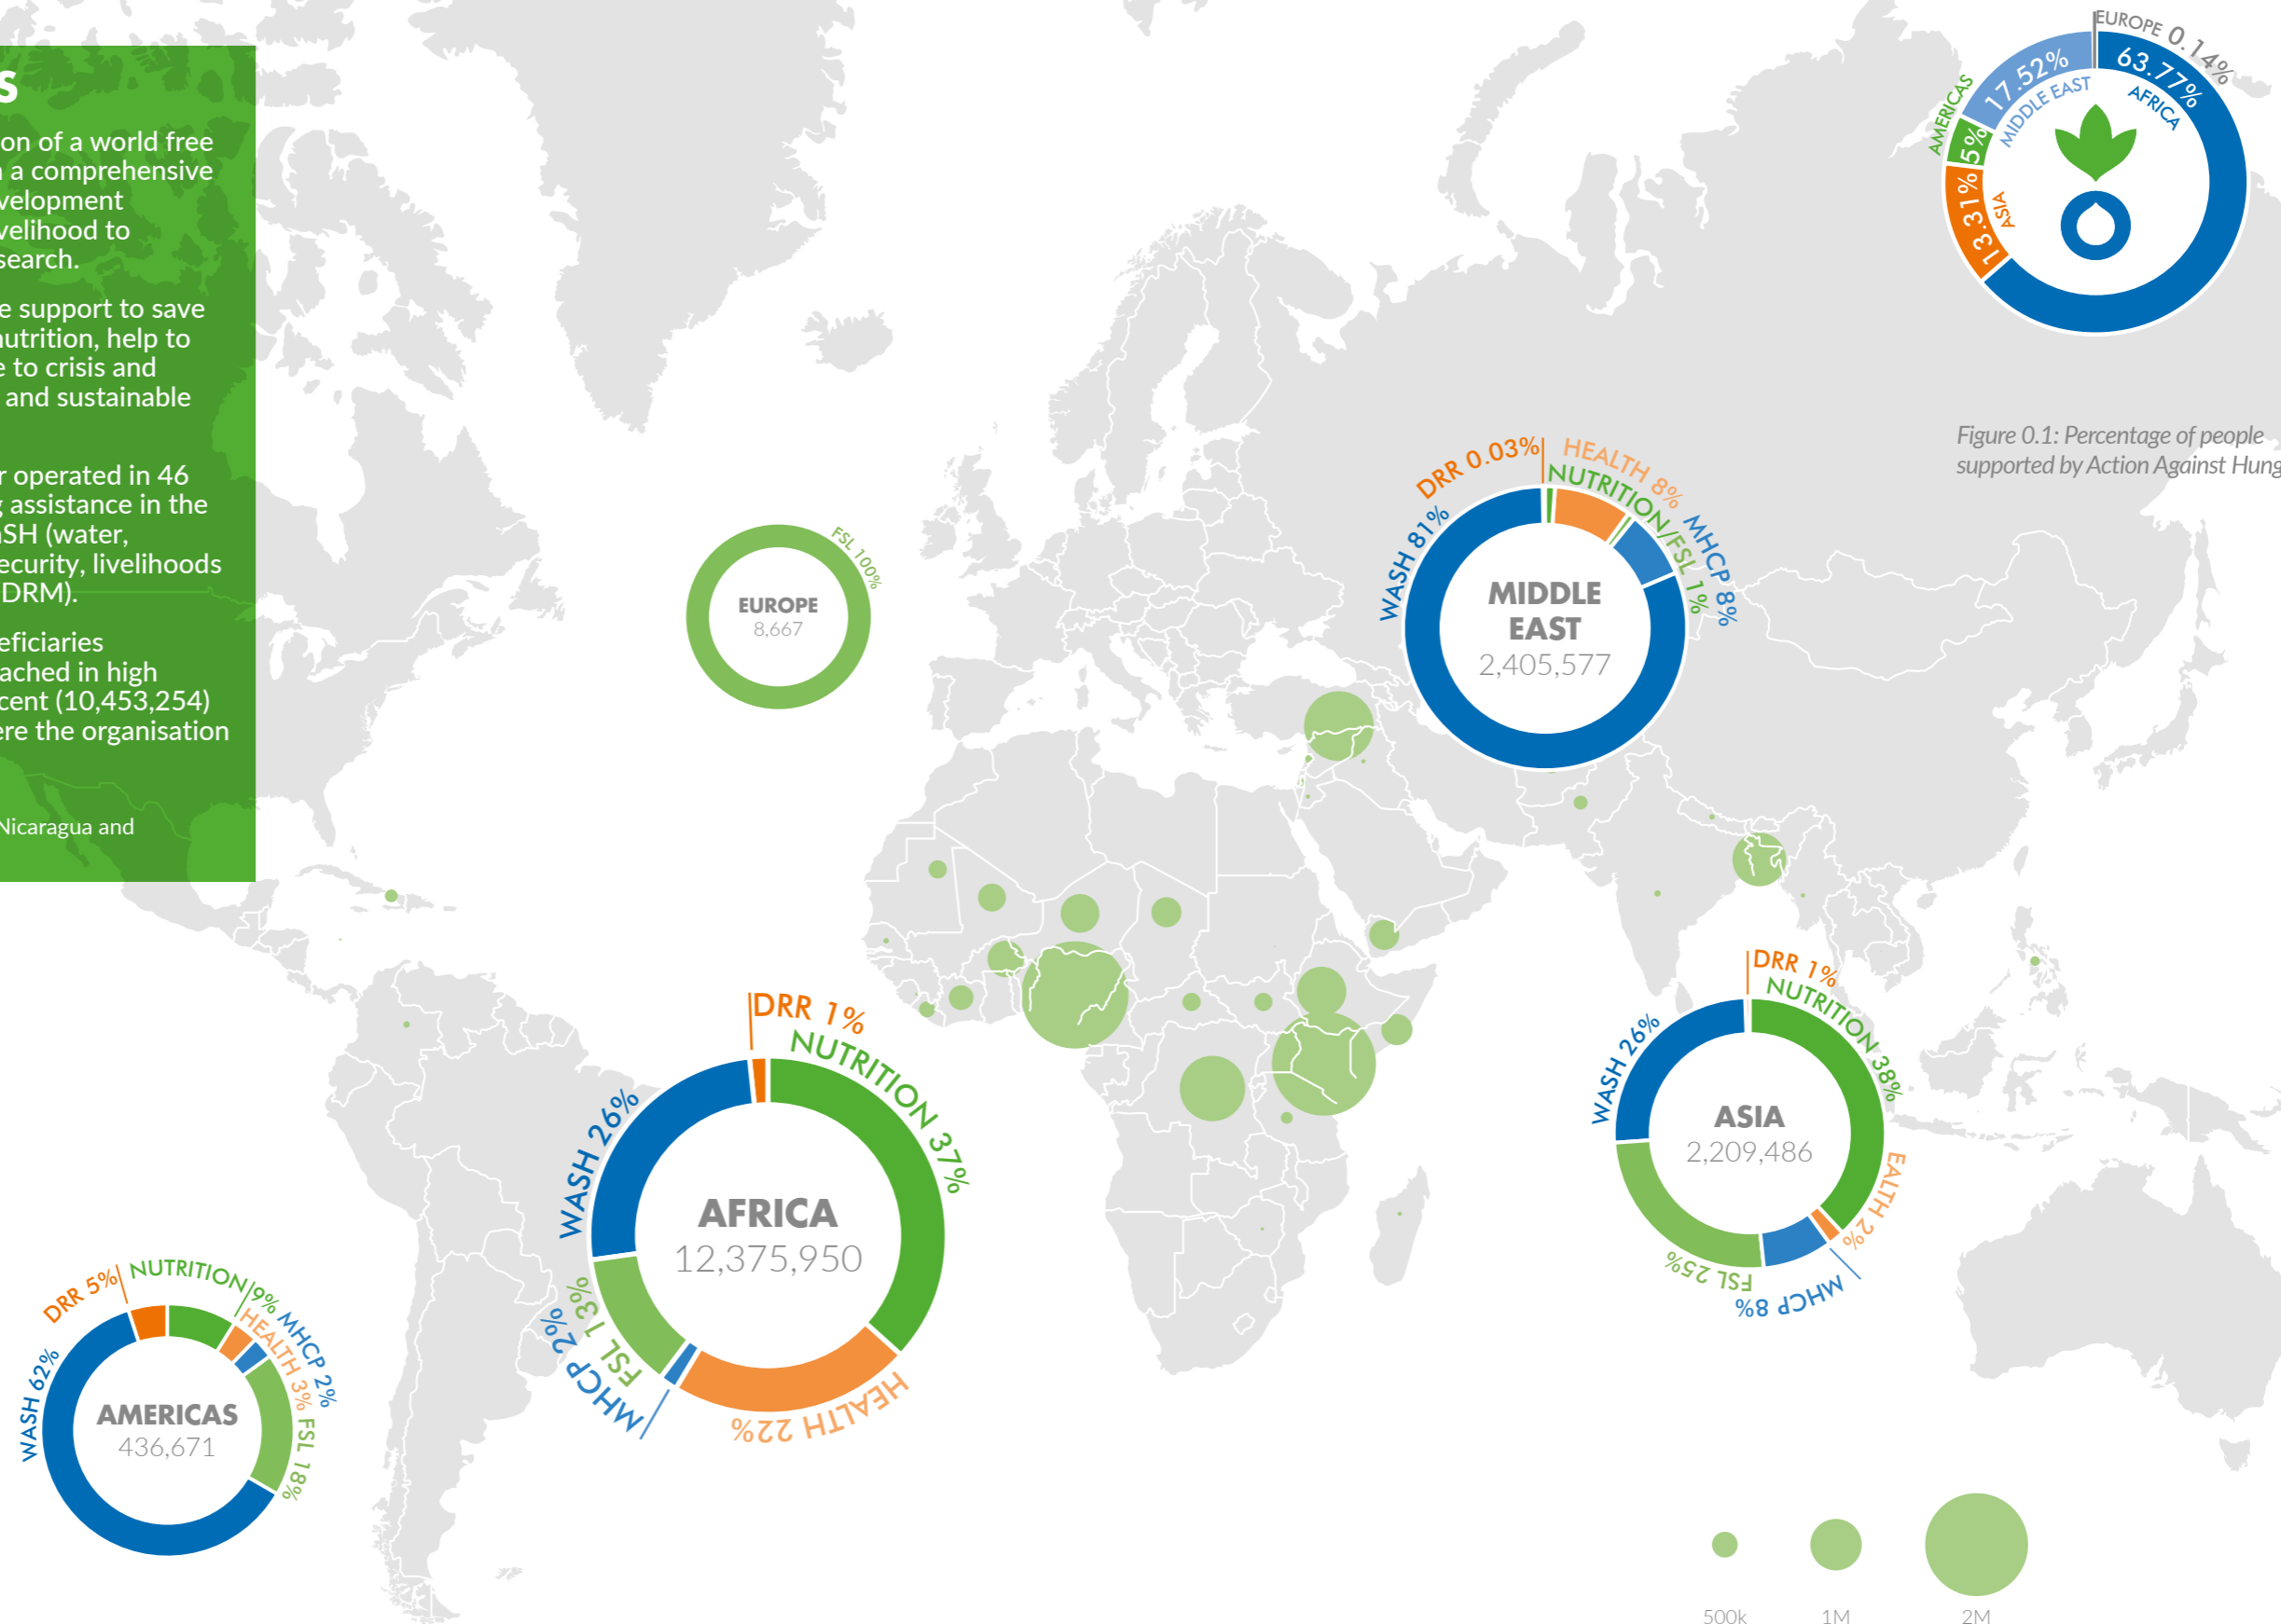 s
on of a world free
a comprehensive
velopment
velihood to
search.
e support to save
nutrition, help to
e to crisis and
and sustainable
r operated in 46
g assistance in the
SH (water,
ecurity, livelihoods
DRM).
eficiaries
ached in high
cent (10,453,254)
ere the organisation
Nicaragua and
EUROPE 0.14%
63.77%
AFRICA
17.52%
MIDDLE EAST
AMERICAS
5%
13.31%
ASIA
Figure 0.1: Percentage of people
supported by Action Against Hung
FSL 100%
EUROPE
8,667
DRR 0.03%
HEALTH 8%
NUTRITION/FSL 1%
MHCP 8%
WASH 81%
MIDDLE
EAST
2,405,577
DRR 1%
NUTRITION 38%
WASH 26%
ASIA
2,209,486
EALTH 2%
FSL 25%
MHCP 8%
DRR 1%
NUTRITION 37%
WASH 26%
AFRICA
12,375,950
FSL 13%
MHCP 2%
HEALTH 22%
DRR 5%
NUTRITION 9%
MHCP 2%
HEALTH 3%
WASH 62%
AMERICAS
436,671
FSL 18%
500k
1M
2M